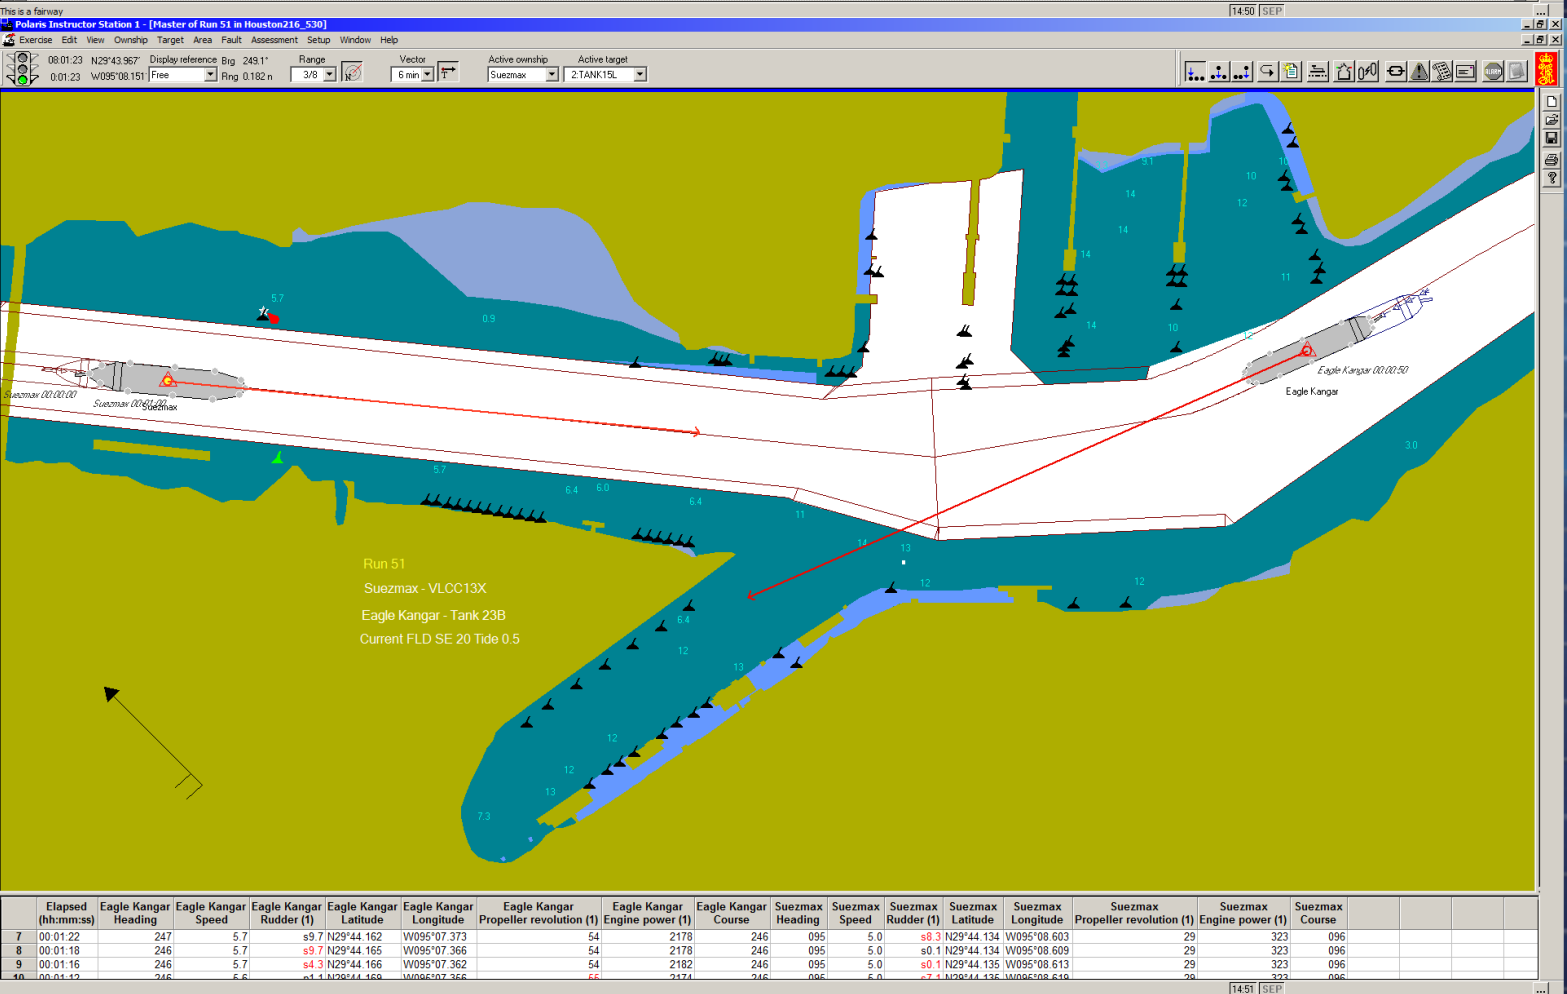 This is a fairway
14:50 SEP
Polaris Instructor Station 1 - [Master of Run 51 in Houston216_530]
Exercise Edit View Ownship Target Area Fault Assessment Setup Window Help
08:01:23 N29°43.967' Display reference Brg 249.1° Range Vector Active ownship Active target
0:01:23 W095°08.151 Free Rng 0.182 n 3/8 6 min Suezmax 2:TANK15L
9.1
10
10
14
12
14
14
11
5.7
0.9
14
10
12
Suezmax 00:00:00
Suezmax 00:01:00
Suezmax
Eagle Kangar 00:00:50
Eagle Kangar
3.0
5.7
6.4 6.0
6.4
11
14
13
12
12
Run 51
Suezmax - VLCC13X
Eagle Kangar - Tank 23B
Current FLD SE 20 Tide 0.5
6.4
12
13
12
12
13
7.3
Elapsed (hh:mm:ss) Eagle Kangar Heading Eagle Kangar Speed Eagle Kangar Rudder (1) Eagle Kangar Latitude Eagle Kangar Longitude Eagle Kangar Propeller revolution (1) Eagle Kangar Engine power (1) Eagle Kangar Course Suezmax Heading Suezmax Speed Suezmax Rudder (1) Suezmax Latitude Suezmax Longitude Suezmax Propeller revolution (1) Suezmax Engine power (1) Suezmax Course
7 00:01:22 247 5.7 s9.7 N29°44.162 W095°07.373 54 2178 246 095 5.0 s8.3 N29°44.134 W095°08.603 29 323 096
8 00:01:18 246 5.7 s9.7 N29°44.165 W095°07.366 54 2178 246 095 5.0 s0.1 N29°44.134 W095°08.609 29 323 096
9 00:01:16 246 5.7 s4.3 N29°44.166 W095°07.362 54 2182 246 095 5.0 s0.1 N29°44.135 W095°08.613 29 323 096
14:51 SEP